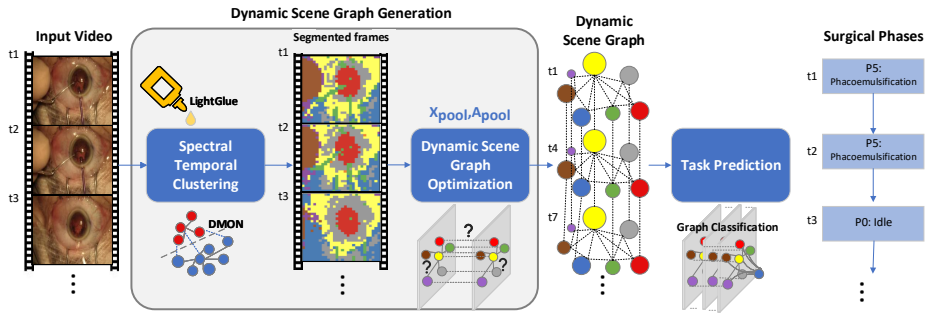 Dynamic Scene Graph Generation
Input Video
Segmented frames
Dynamic
Scene Graph
Surgical Phases
t1
t2
t3
LightGlue
Spectral
Temporal
Clustering
DMON
t1
t2
t3
Xpool,Apool
Dynamic Scene
Graph
Optimization
?
?
?
t1
t4
t7
Task Prediction
Graph Classification
t1
P5:
Phacoemulsification
t2
P5:
Phacoemulsification
t3
P0: Idle